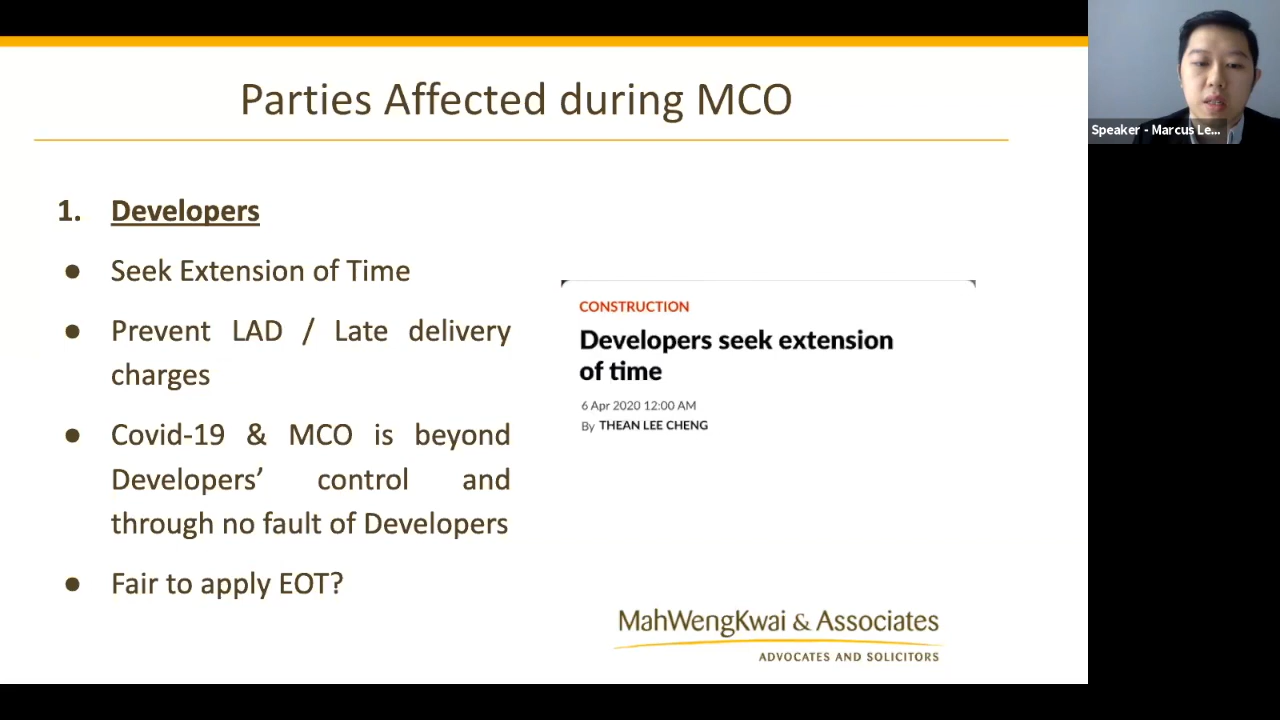 Parties Affected during MCO
1. Developers
● Seek Extension of Time
● Prevent LAD / Late delivery
charges
● Covid-19 & MCO is beyond
Developers’ control and
through no fault of Developers
● Fair to apply EOT?
CONSTRUCTION
Developers seek extension
of time
6 Apr 2020 12:00 AM
By THEAN LEE CHENG
MahWengKwai & Associates
ADVOCATES AND SOLICITORS
Speaker - Marcus Le...